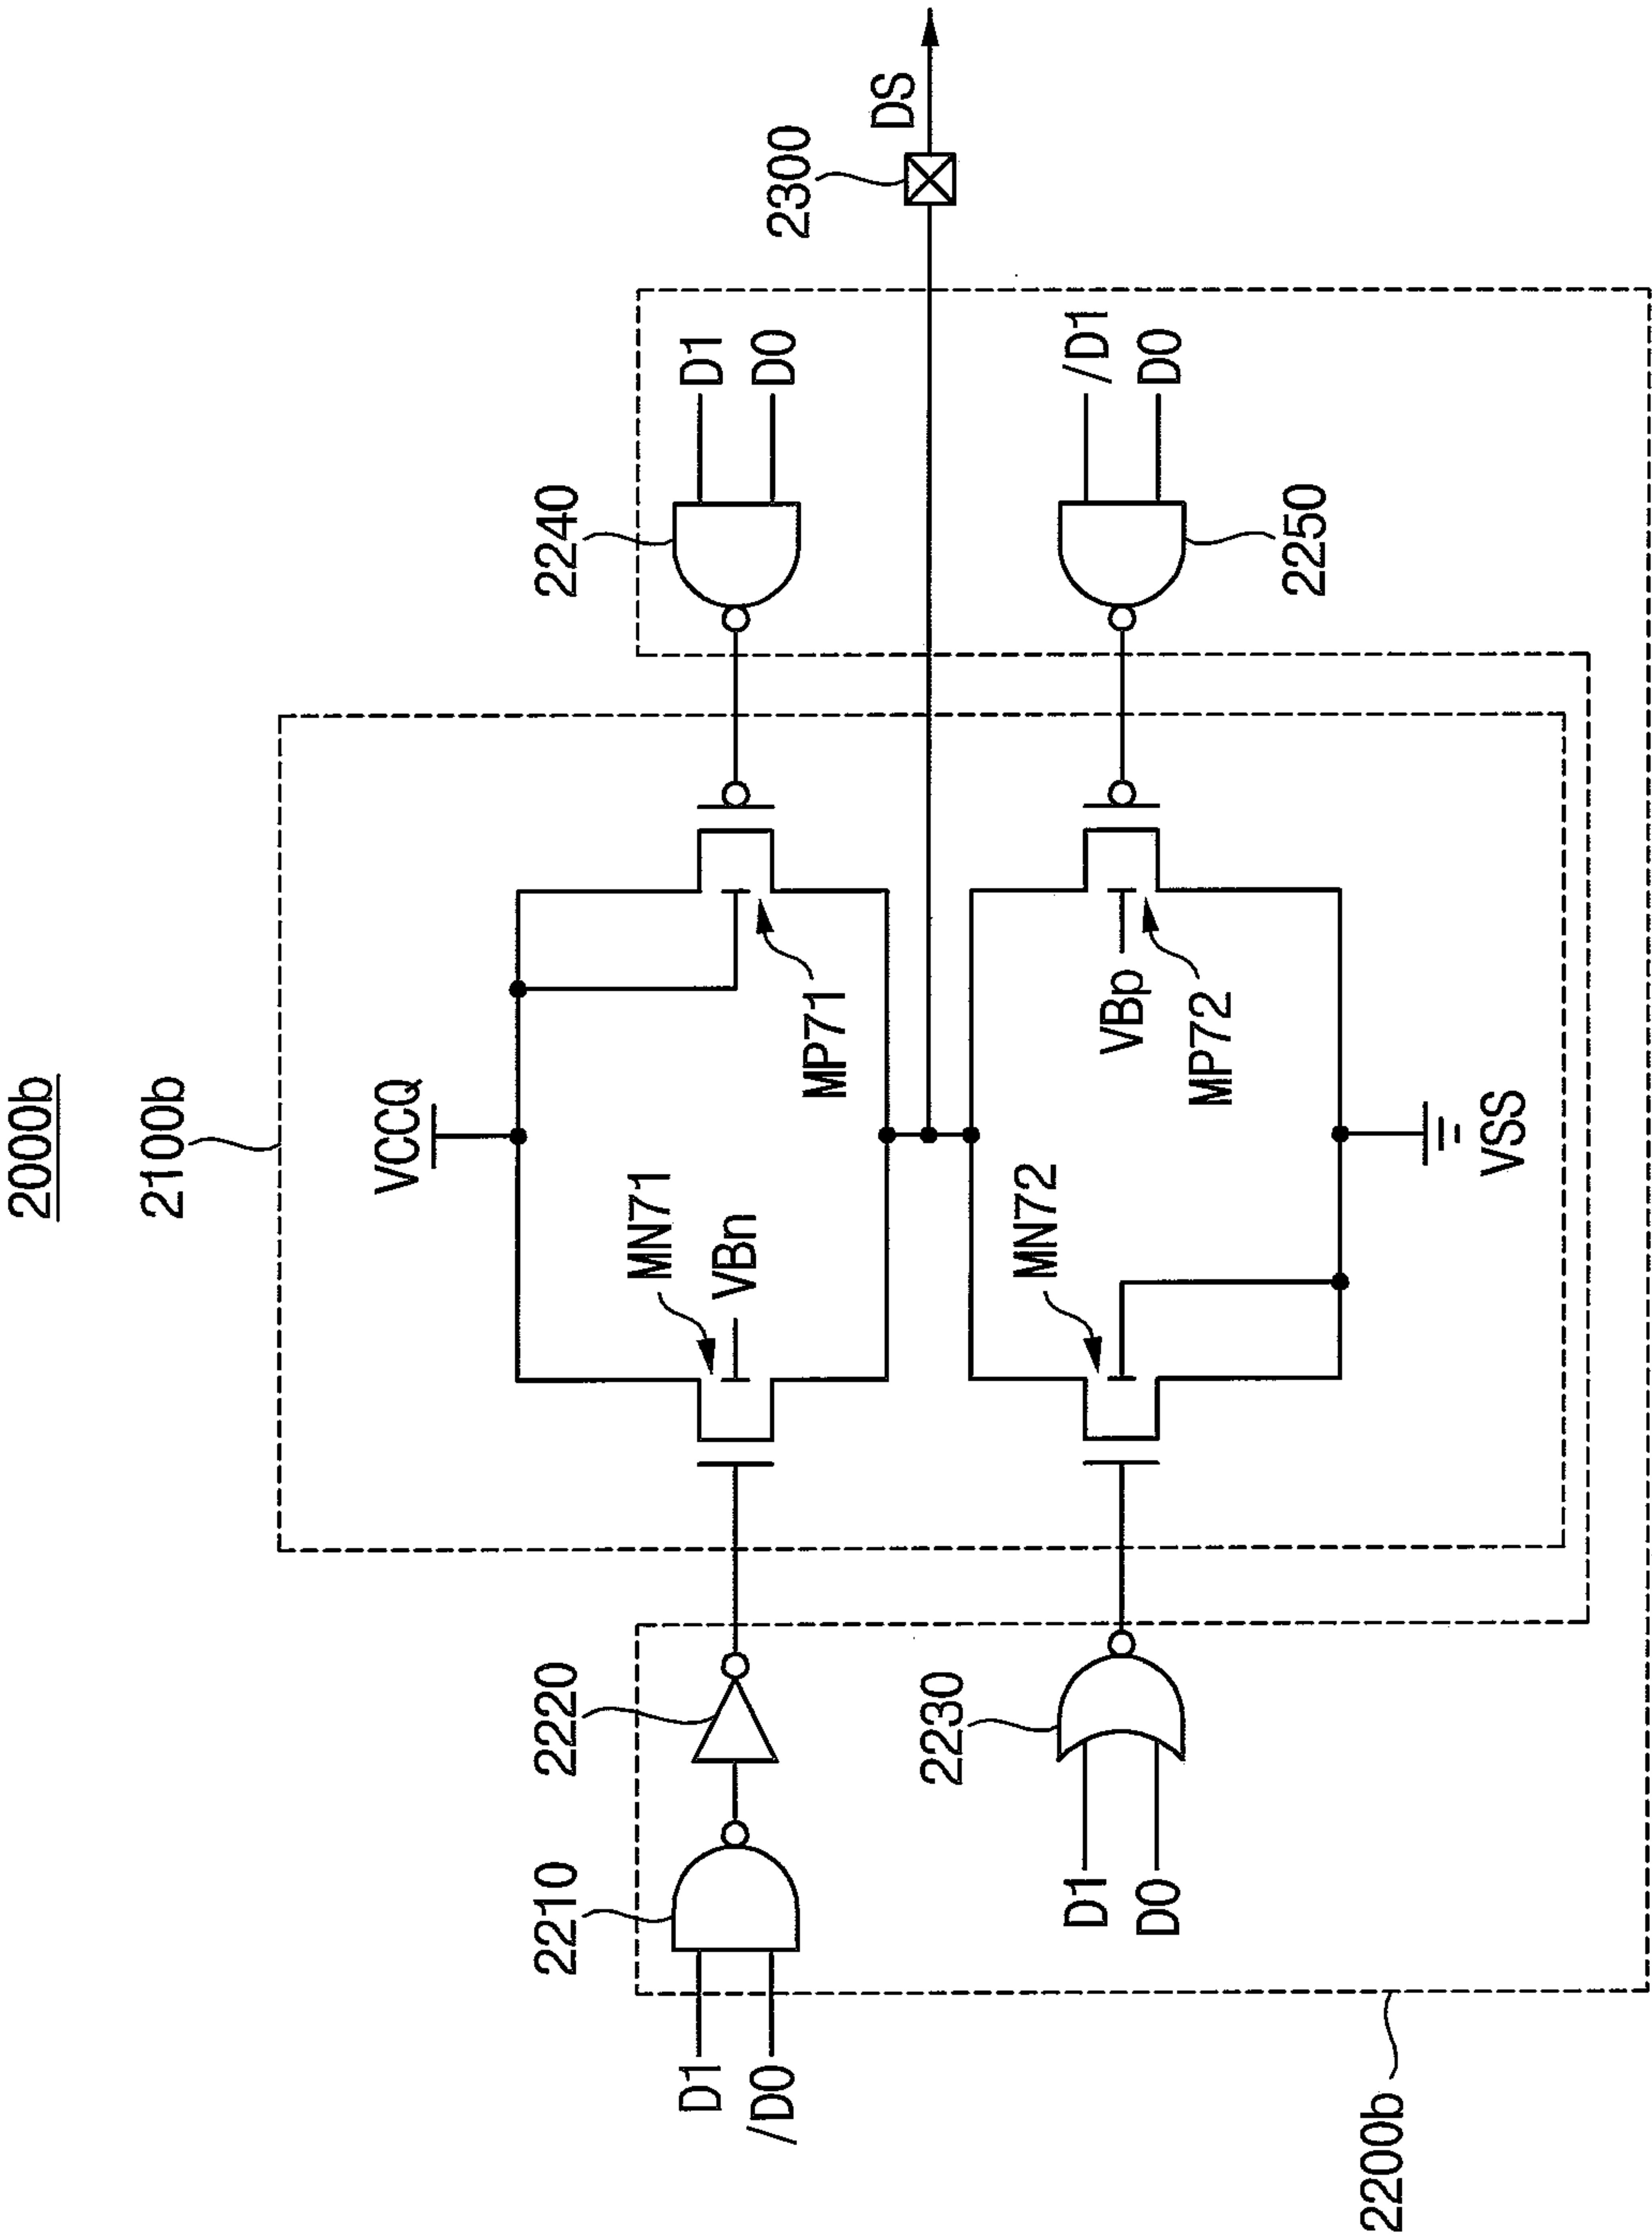 2000b
2100b
VCCQ
2210
2220
2240
D1
/D0
MN71
VBn
MP71
D1
D0
2300
DS
2230
D1
D0
MN72
VBp
MP72
/D1
D0
2250
VSS
2200b